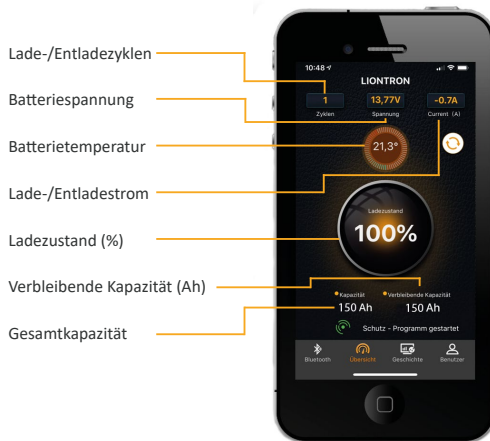 Lade-/Entladezyklen
Batteriespannung
Batterietemperatur
Lade-/Entladestrom
Ladezustand (%)
Verbleibende Kapazität (Ah)
Gesamtkapazität
10:48
LIONTRON
1 13,77V -0.7A
Zyklen Spannung Current (A)
21,3°
Ladezustand
100%
Kapazität Verbleibende Kapazität
150 Ah 150 Ah
Schutz - Programm gestartet
Bluetooth Übersicht Geschichte Benutzer